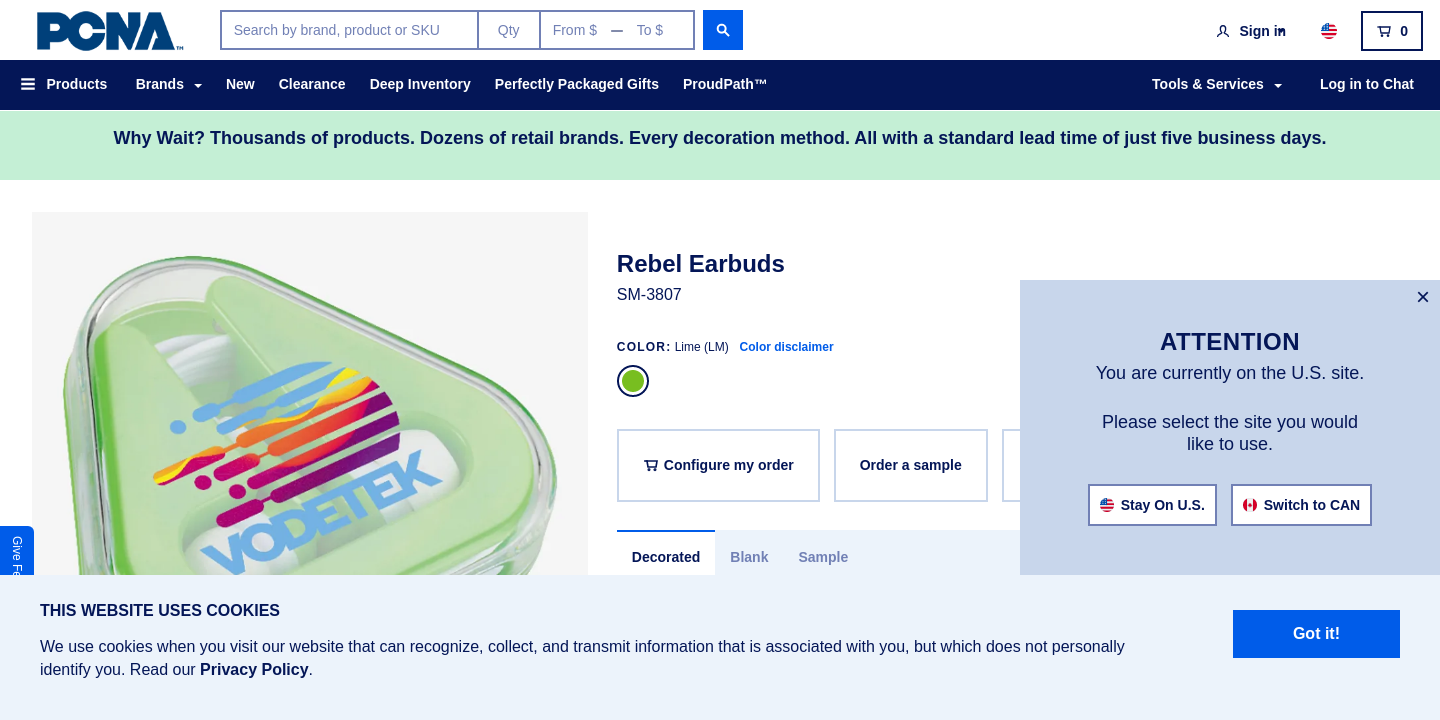 PCNA™
Search by brand, product or SKU
Qty
From $ — To $
Sign in
0
Products
Brands
New
Clearance
Deep Inventory
Perfectly Packaged Gifts
ProudPath™
Tools & Services
Log in to Chat
Why Wait? Thousands of products. Dozens of retail brands. Every decoration method. All with a standard lead time of just five business days.
VODETEK
Rebel Earbuds
SM-3807
COLOR: Lime (LM) Color disclaimer
Configure my order
Order a sample
Decorated
Blank
Sample
ATTENTION
You are currently on the U.S. site.
Please select the site you would
like to use.
Stay On U.S.
Switch to CAN
Give Fe
THIS WEBSITE USES COOKIES
We use cookies when you visit our website that can recognize, collect, and transmit information that is associated with you, but which does not personally
identify you. Read our Privacy Policy.
Got it!